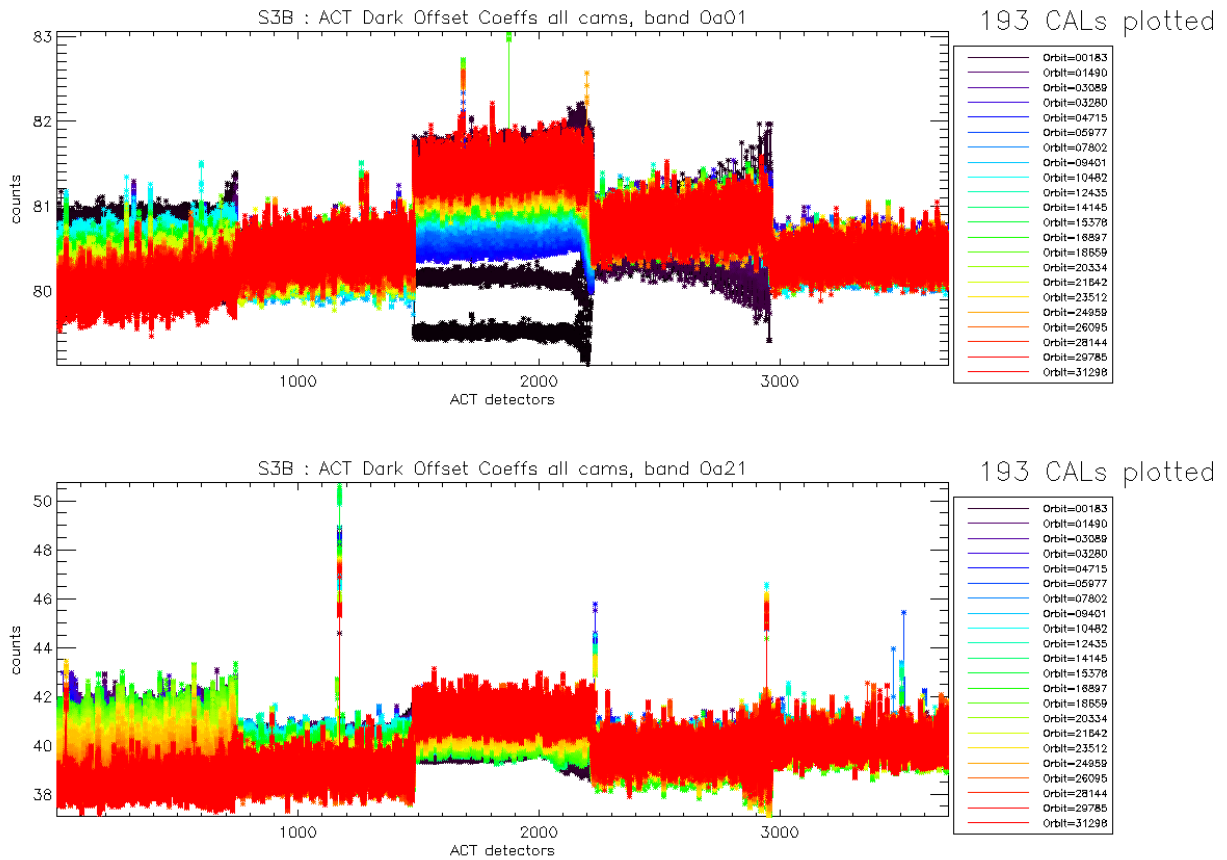 S3B : ACT Dark Offset Coeffs all cams, band Oa01
193 CALs plotted
83
82
81
80
counts
1000
2000
3000
ACT detectors
Orbit=00183
Orbit=01490
Orbit=03089
Orbit=03280
Orbit=04715
Orbit=05977
Orbit=07802
Orbit=09401
Orbit=10482
Orbit=12435
Orbit=14145
Orbit=15376
Orbit=16897
Orbit=18659
Orbit=20334
Orbit=21842
Orbit=23512
Orbit=24959
Orbit=26095
Orbit=28144
Orbit=29785
Orbit=31298
S3B : ACT Dark Offset Coeffs all cams, band Oa21
193 CALs plotted
50
48
46
44
42
40
38
counts
1000
2000
3000
ACT detectors
Orbit=00183
Orbit=01490
Orbit=03089
Orbit=03280
Orbit=04715
Orbit=05977
Orbit=07802
Orbit=09401
Orbit=10482
Orbit=12435
Orbit=14145
Orbit=15376
Orbit=16897
Orbit=18659
Orbit=20334
Orbit=21842
Orbit=23512
Orbit=24959
Orbit=26095
Orbit=28144
Orbit=29785
Orbit=31298